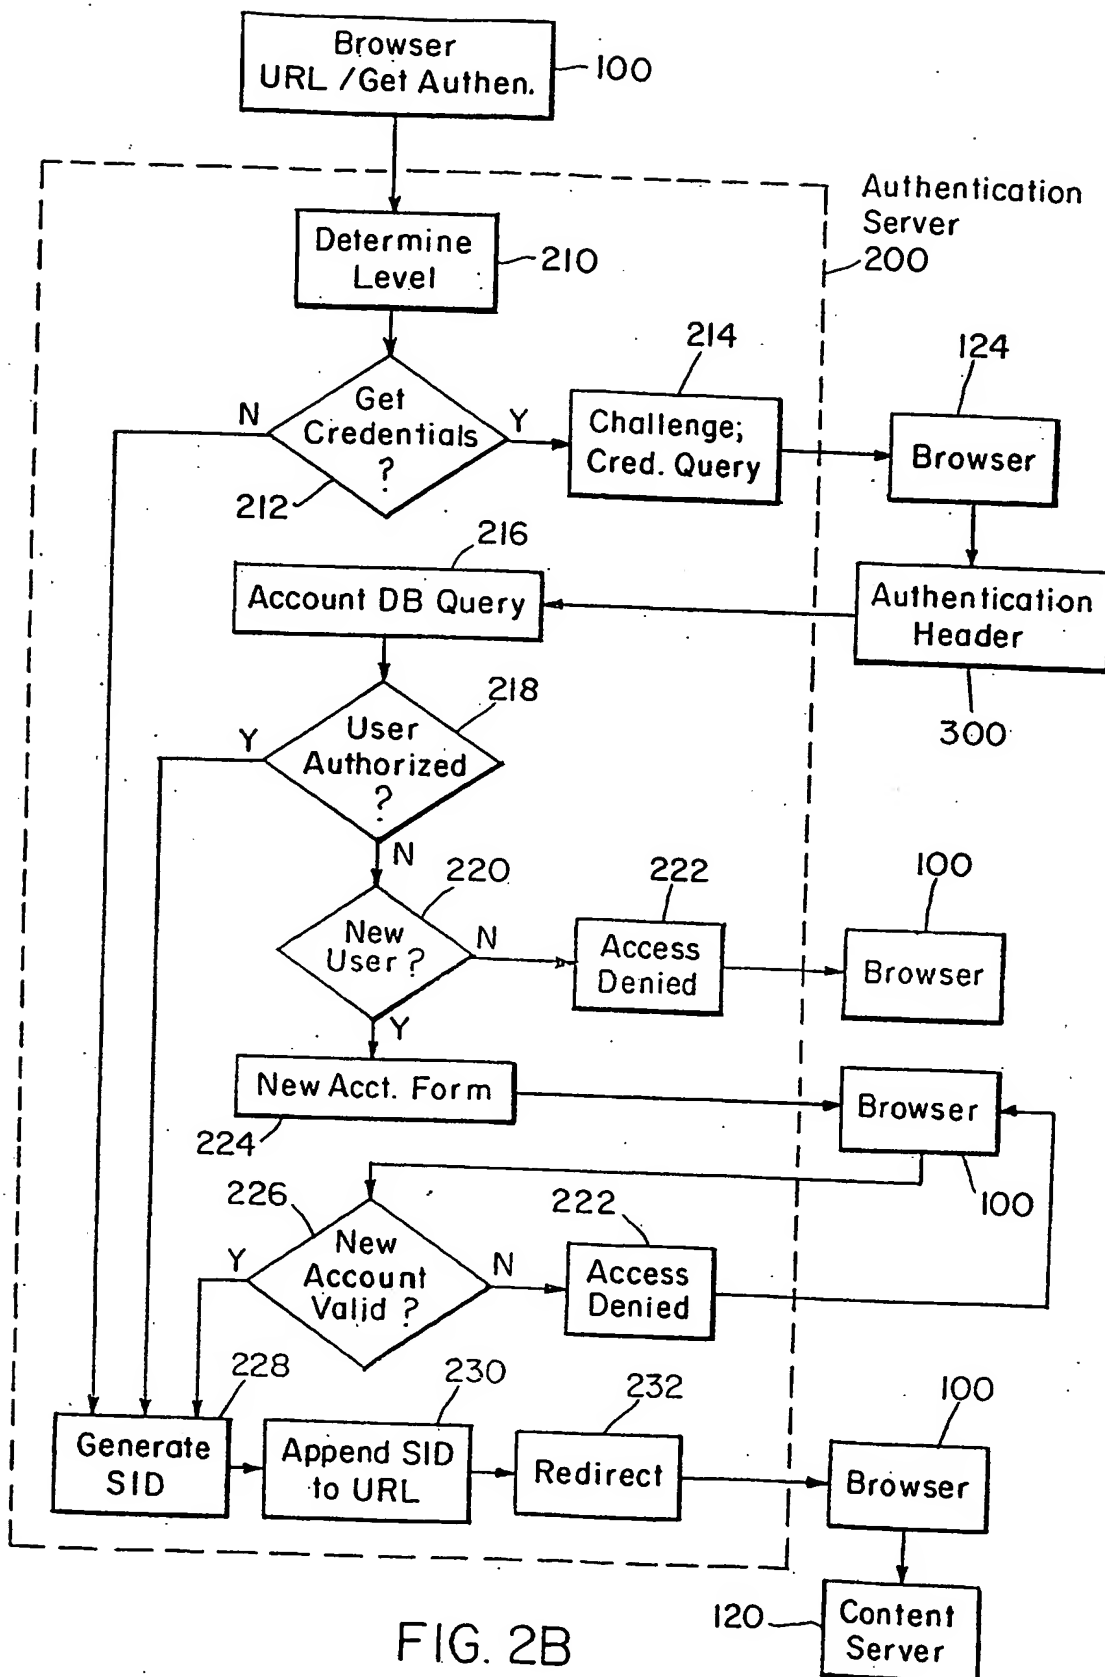 Browser
URL / Get Authen.
100
Authentication
Server
200
Determine
Level
210
214
124
N
Get
Credentials
?
Y
212
Challenge;
Cred. Query
Browser
216
Account DB Query
Authentication
Header
300
218
Y
User
Authorized
?
N
220
222
100
New
User ?
N
Access
Denied
Browser
Y
New Acct. Form
224
Browser
100
226
222
Y
New
Account
Valid ?
N
Access
Denied
228
230
232
100
Generate
SID
Append SID
to URL
Redirect
Browser
120
Content
Server
FIG. 2B